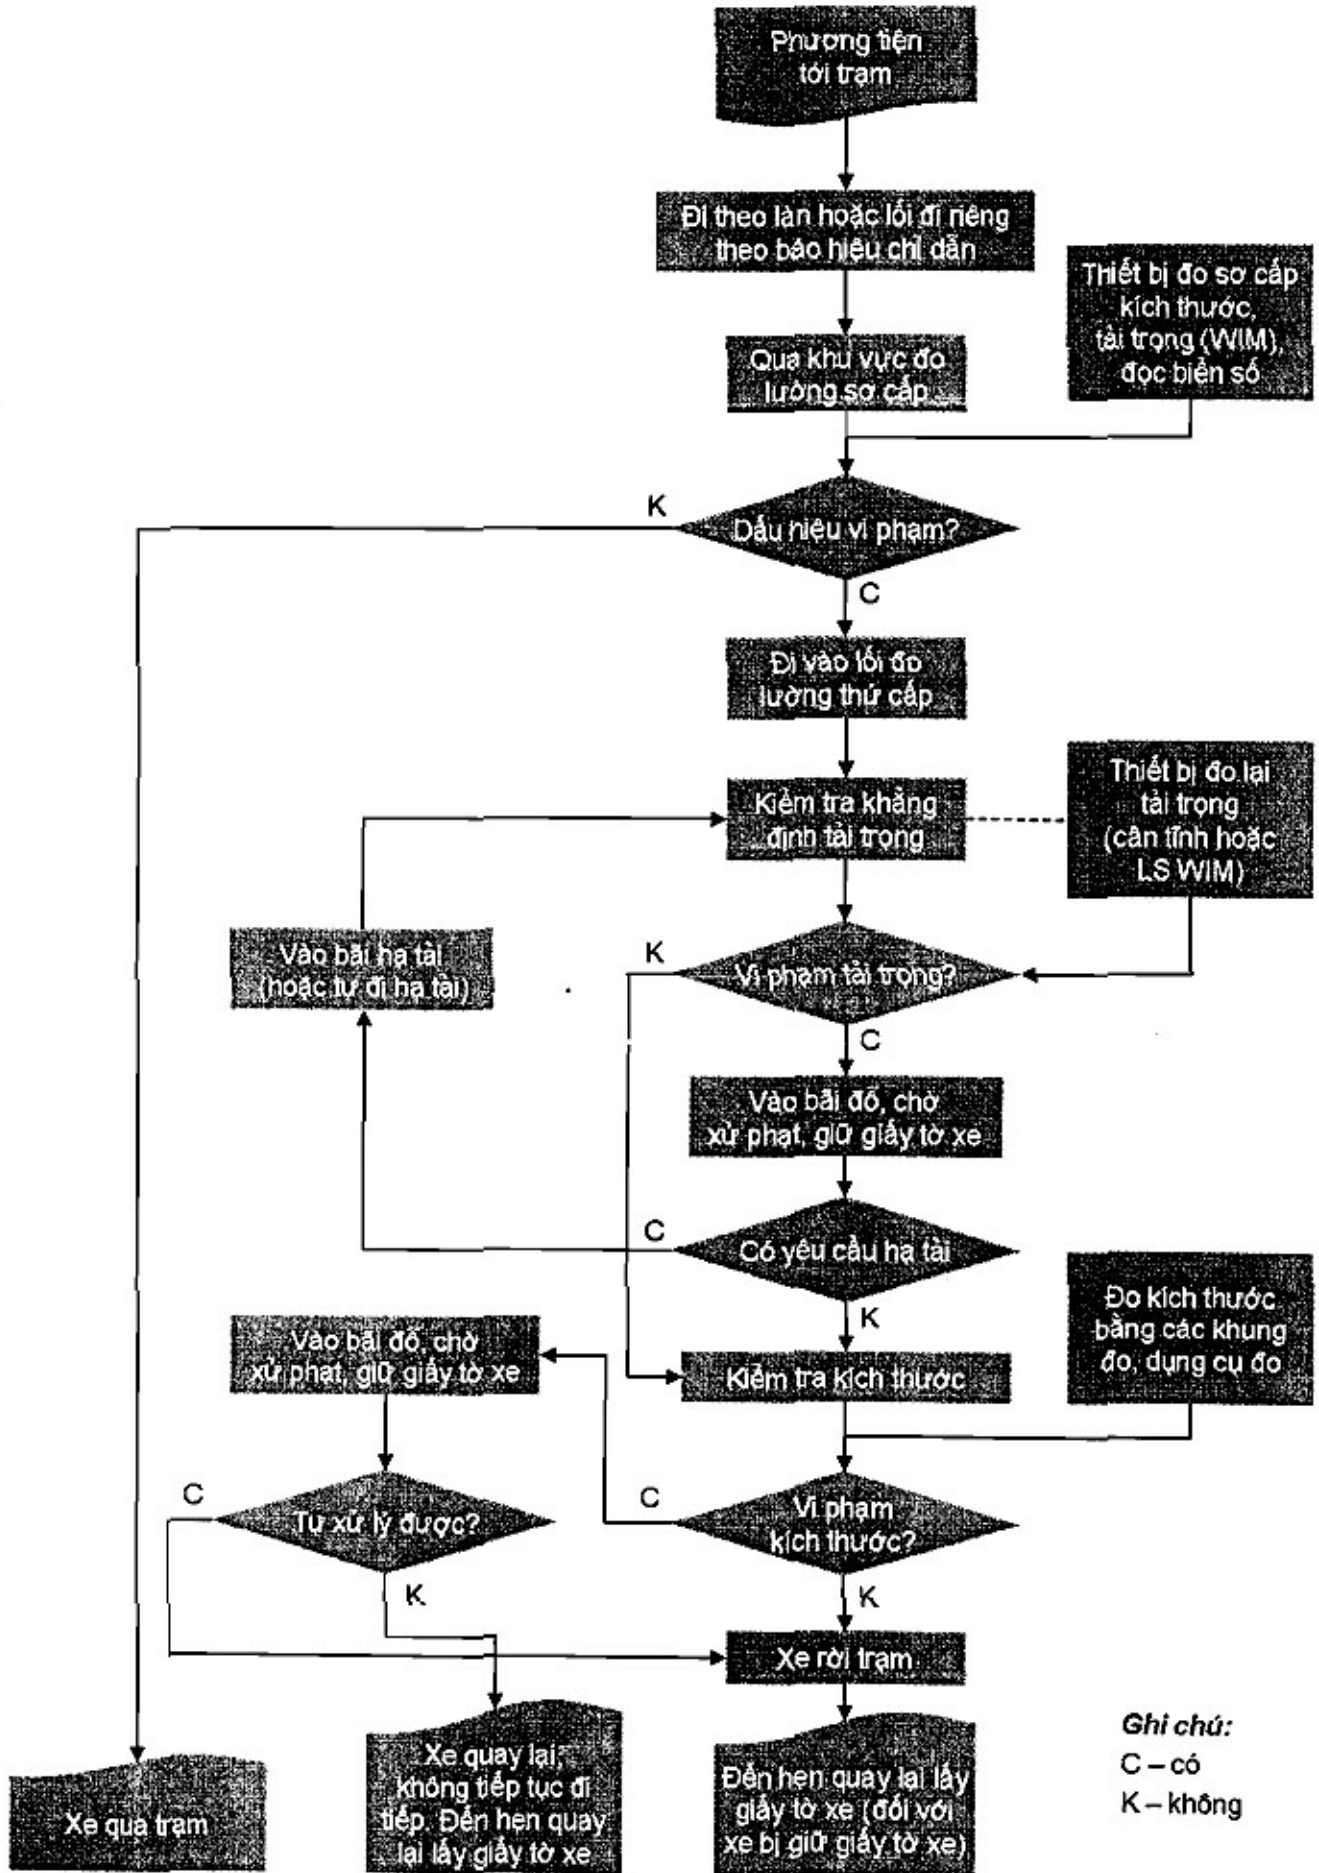 Phương tiện
tới trạm
Đi theo làn hoặc lối đi riêng
theo báo hiệu chỉ dẫn
Thiết bị đo sơ cấp
kích thước,
tải trọng (WIM),
đọc biển số
Qua khu vực đo
lường sơ cấp
K
Dấu hiệu vi phạm?
C
Đi vào lối đo
lường thứ cấp
Kiểm tra khẳng
định tải trọng
Thiết bị đo lại
tải trọng
(cân tĩnh hoặc
LS WIM)
Vào bãi hạ tải
(hoặc tự đi hạ tải)
K
Vi phạm tải trọng?
C
Vào bãi đỗ, chờ
xử phạt, giữ giấy tờ xe
C
Có yêu cầu hạ tải
K
Đo kích thước
bằng các khung
đo, dụng cụ đo
Vào bãi đỗ, chờ
xử phạt, giữ giấy tờ xe
Kiểm tra kích thước
C
Tự xử lý được?
K
C
Vi phạm
kích thước?
K
Xe rời trạm
Xe qua trạm
Xe quay lại,
không tiếp tục đi
tiếp. Đến hẹn quay
lại lấy giấy tờ xe
Đến hẹn quay lại lấy
giấy tờ xe (đối với
xe bị giữ giấy tờ xe)
Ghi chú:
C – có
K – không